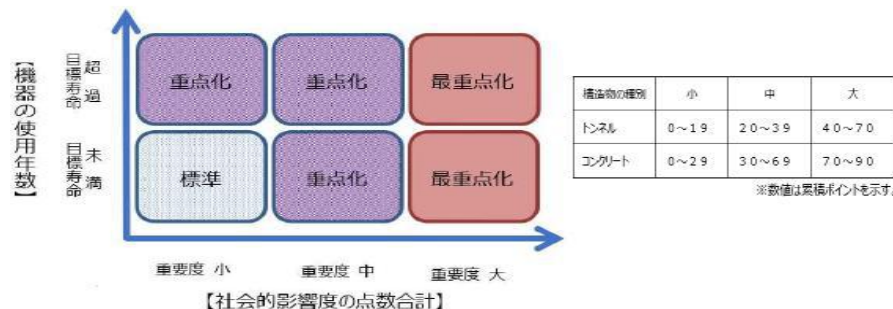 【機器の使用年数】
目標寿命
超過
重点化
重点化
最重点化
目標寿命
未満
標準
重点化
最重点化
重要度 小
重要度 中
重要度 大
【社会的影響度の点数合計】
構造物の種別 小 中 大
トンネル 0～19 20～39 40～70
コンクリート 0～29 30～69 70～90
※数値は累積ポイントを示す。